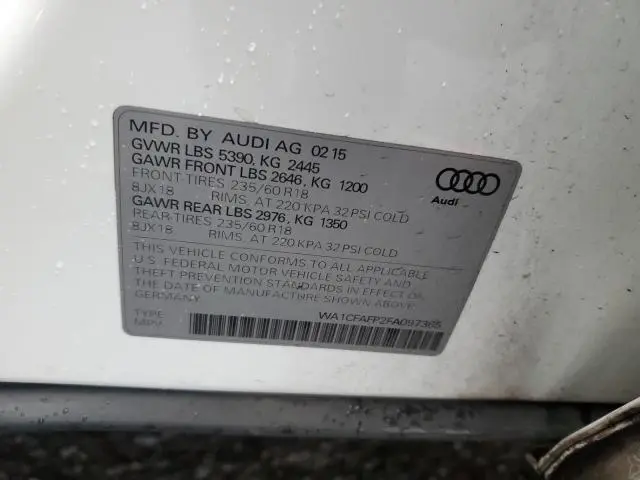 MFD. BY AUDI AG 02 15
GVWR LBS 5390, KG 2445
GAWR FRONT LBS 2646, KG 1200
FRONT-TIRES 235/60 R18
8JX18 RIMS, AT 220 KPA 32 PSI COLD
GAWR REAR LBS 2976, KG 1350
REAR-TIRES 235/60 R18
8JX18 RIMS, AT 220 KPA 32 PSI COLD
THIS VEHICLE CONFORMS TO ALL APPLICABLE
U.S. FEDERAL MOTOR VEHICLE SAFETY AND
THEFT PREVENTION STANDARDS IN EFFECT ON
THE DATE OF MANUFACTURE SHOWN ABOVE
GERMANY
WA1CFAFP2FA097365
TYPE
MPV
Audi